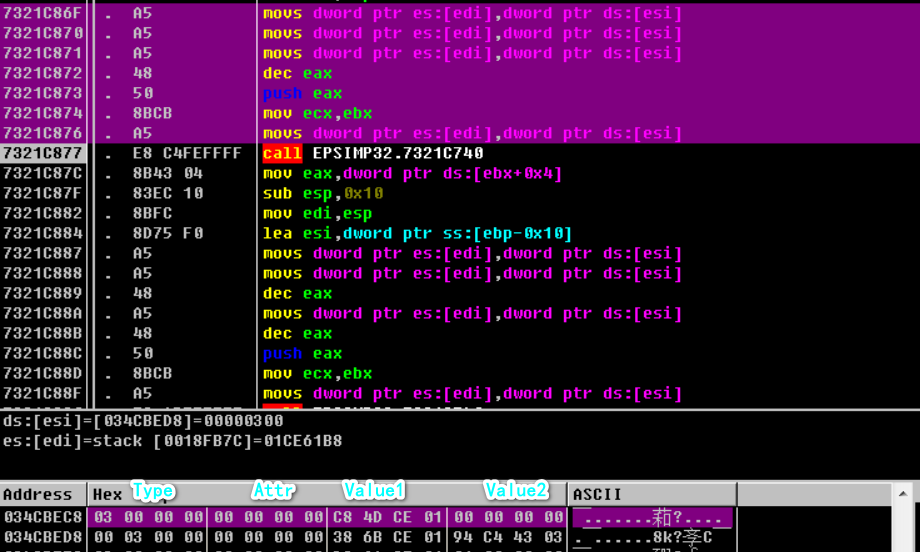 7321C86F . A5 movs dword ptr es:[edi],dword ptr ds:[esi]
7321C870 . A5 movs dword ptr es:[edi],dword ptr ds:[esi]
7321C871 . A5 movs dword ptr es:[edi],dword ptr ds:[esi]
7321C872 . 48 dec eax
7321C873 . 50 push eax
7321C874 . 8BCB mov ecx,ebx
7321C876 . A5 movs dword ptr es:[edi],dword ptr ds:[esi]
7321C877 . E8 C4FEFFFF call EPSIMP32.7321C740
7321C87C . 8B43 04 mov eax,dword ptr ds:[ebx+0x4]
7321C87F . 83EC 10 sub esp,0x10
7321C882 . 8BFC mov edi,esp
7321C884 . 8D75 F0 lea esi,dword ptr ss:[ebp-0x10]
7321C887 . A5 movs dword ptr es:[edi],dword ptr ds:[esi]
7321C888 . A5 movs dword ptr es:[edi],dword ptr ds:[esi]
7321C889 . 48 dec eax
7321C88A . A5 movs dword ptr es:[edi],dword ptr ds:[esi]
7321C88B . 48 dec eax
7321C88C . 50 push eax
7321C88D . 8BCB mov ecx,ebx
7321C88F . A5 movs dword ptr es:[edi],dword ptr ds:[esi]
ds:[esi]=[034CBED8]=00000300
es:[edi]=stack [0018FB7C]=01CE61B8
Address Hex Type Attr Value1 Value2 ASCII
034CBEC8 03 00 00 00 00 00 00 00 C8 4D CE 01 00 00 00 00
034CBED8 00 03 00 00 00 00 00 00 38 6B CE 01 94 C4 43 03